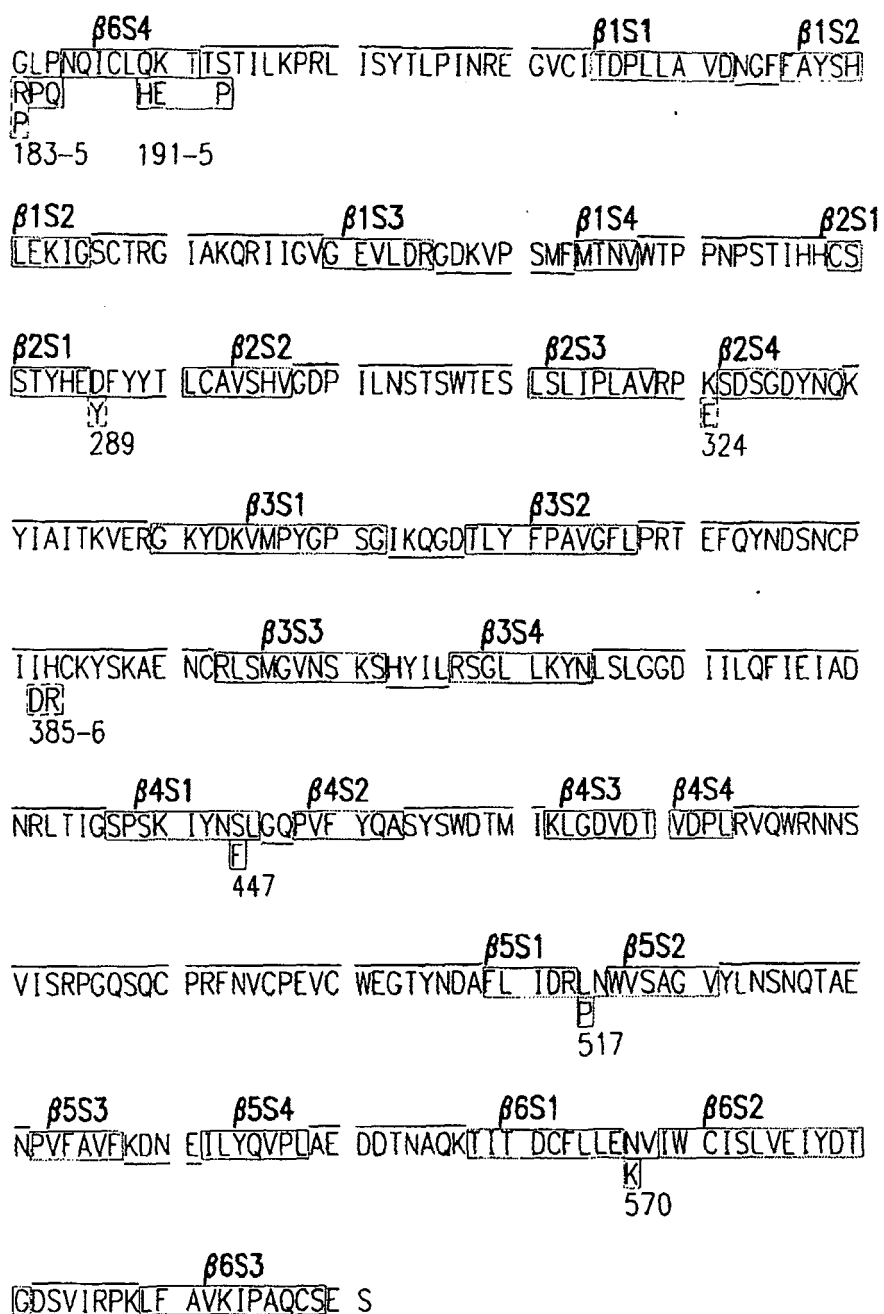 β6S4 β1S1 β1S2
GLPNQICLQK TTSTILKPRL ISYTLPINRE GVCITDPLLA VDNGFFAYSH
RPQ HE P
P
183-5 191-5
β1S2 β1S3 β1S4 β2S1
LEKIGSCTRG IAKQRIIGVG EVLDRGDKVP SMFMTNVWTP PNPSTIHHCS
β2S1 β2S2 β2S3 β2S4
STYHEDFYYT LCAVSHVGDP ILNSTSWTES LSLIPLAVRP KSDSGDYNQK
Y E
289 324
β3S1 β3S2
YIAITKVERG KYDKVMPYGP SGIKQGDTLY FPAVGFLPRT EFQYNDSNCP
β3S3 β3S4
IIHCKYSKAE NCRLSMGVNS KSHYILRSGL LKYNLSLGGD IILQFIEIAD
DR
385-6
β4S1 β4S2 β4S3 β4S4
NRLTIGSPSK IYNSLGQPVF YQASYSWDTM IKLGDVDT VDPLRVQWRNNS
F
447
β5S1 β5S2
VISRPGQSQC PRFNVCPEVC WEGTYNDAFL IDRLNWVSAG VYLNSNQTAE
P
517
β5S3 β5S4 β6S1 β6S2
NPVFAVFKDN EILYQVPLAE DDTNAQKTIT DCFLLENVIW CISLVEIYDT
K
570
β6S3
GDSVIRPKLF AVKIPAQCSE S